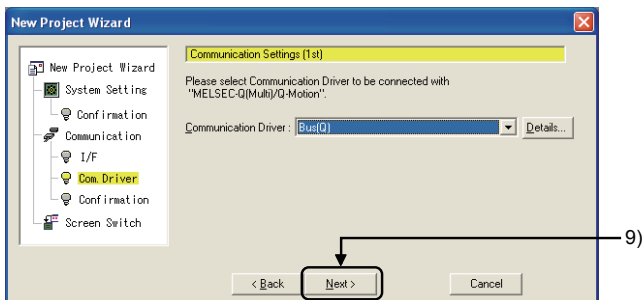 New Project Wizard
New Project Wizard
System Setting
Confirmation
Communication
I/F
Com. Driver
Confirmation
Screen Switch
Communication Settings (1st)
Please select Communication Driver to be connected with
"MELSEC-Q(Multi)/Q-Motion".
Communication Driver : Bus(Q) Details...
9)
< Back Next > Cancel